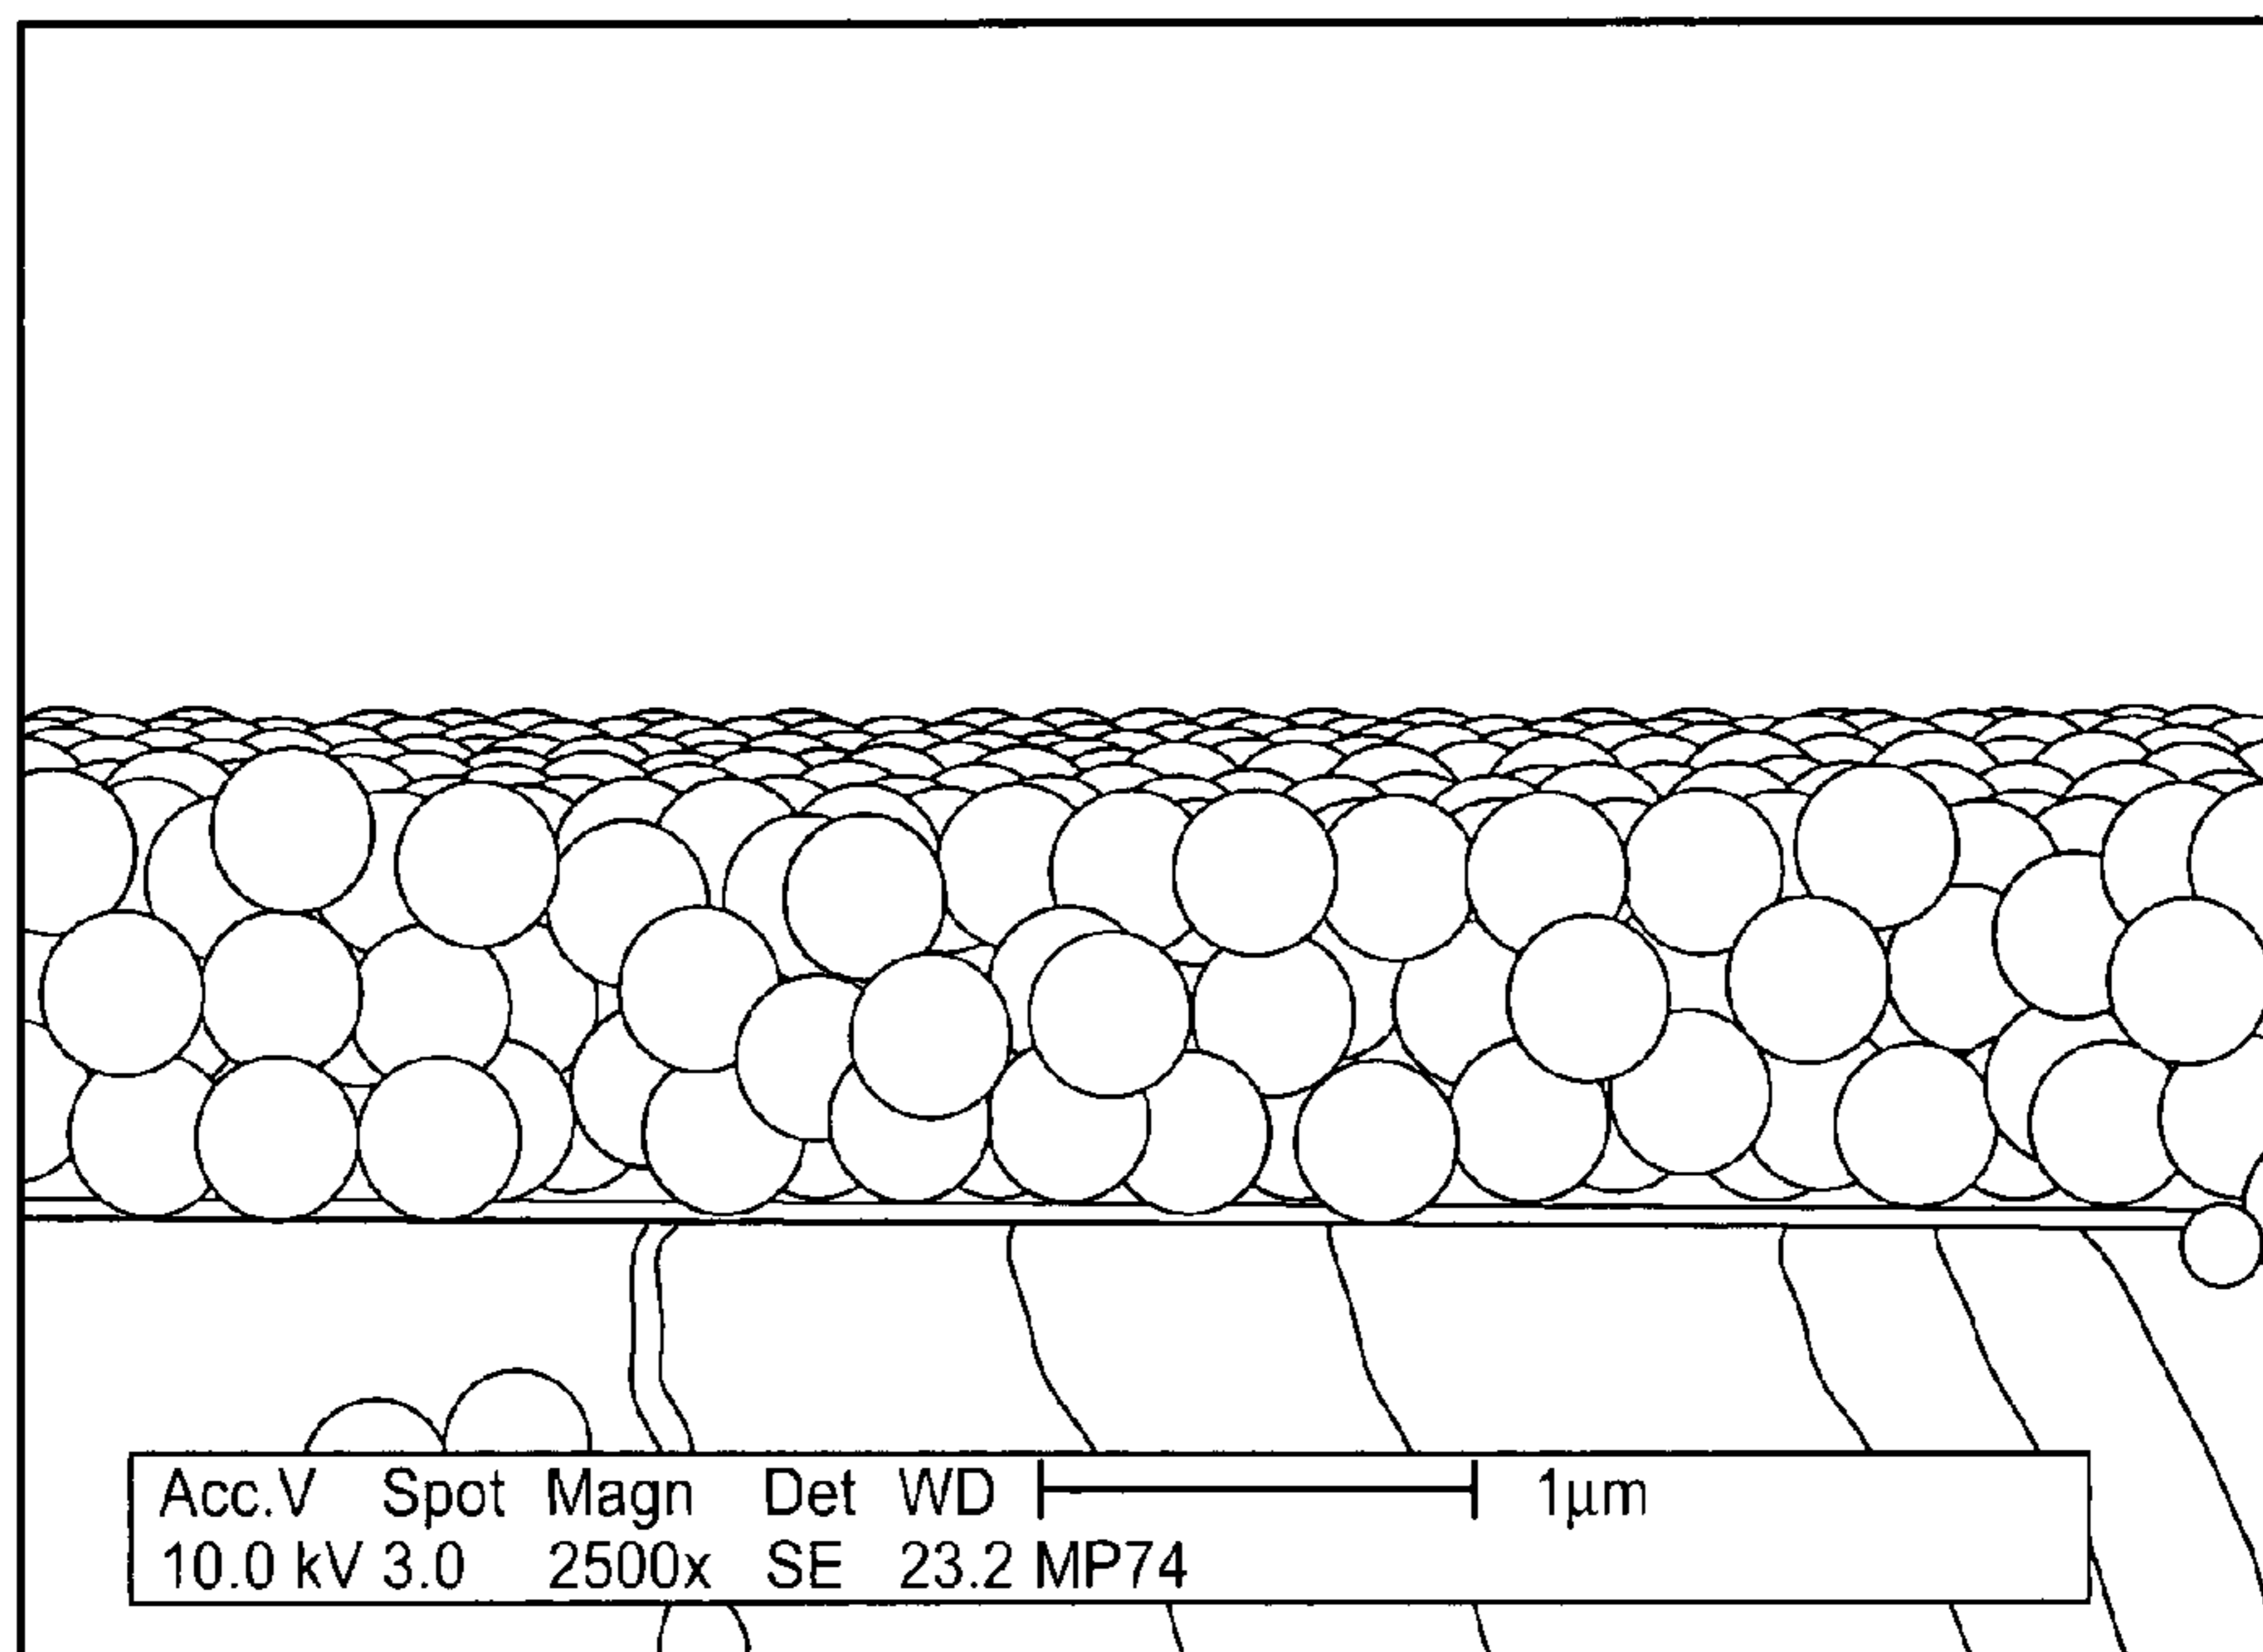 Acc.V Spot Magn Det WD 1μm
10.0 kV 3.0 2500x SE 23.2 MP74